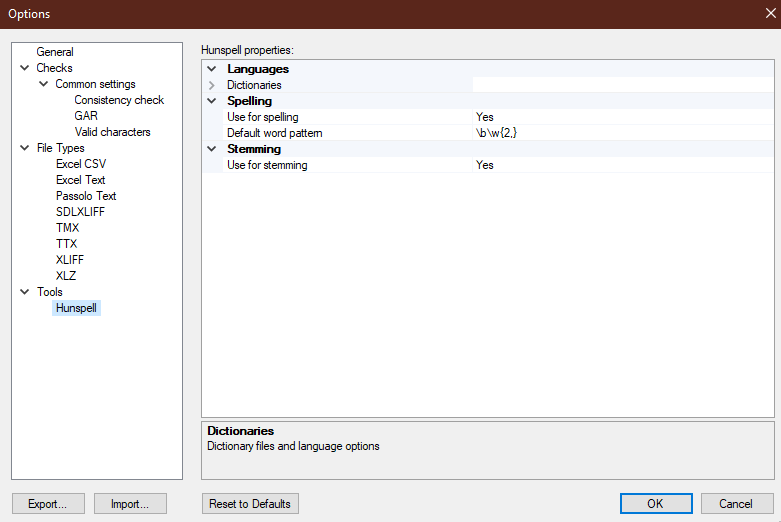 Options
General
Checks
Common settings
Consistency check
GAR
Valid characters
File Types
Excel CSV
Excel Text
Passolo Text
SDLXLIFF
TMX
TTX
XLIFF
XLZ
Tools
Hunspell
Hunspell properties:
Languages
Dictionaries
Spelling
Use for spelling Yes
Default word pattern \b\w{2,}
Stemming
Use for stemming Yes
Dictionaries
Dictionary files and language options
Export... Import... Reset to Defaults OK Cancel